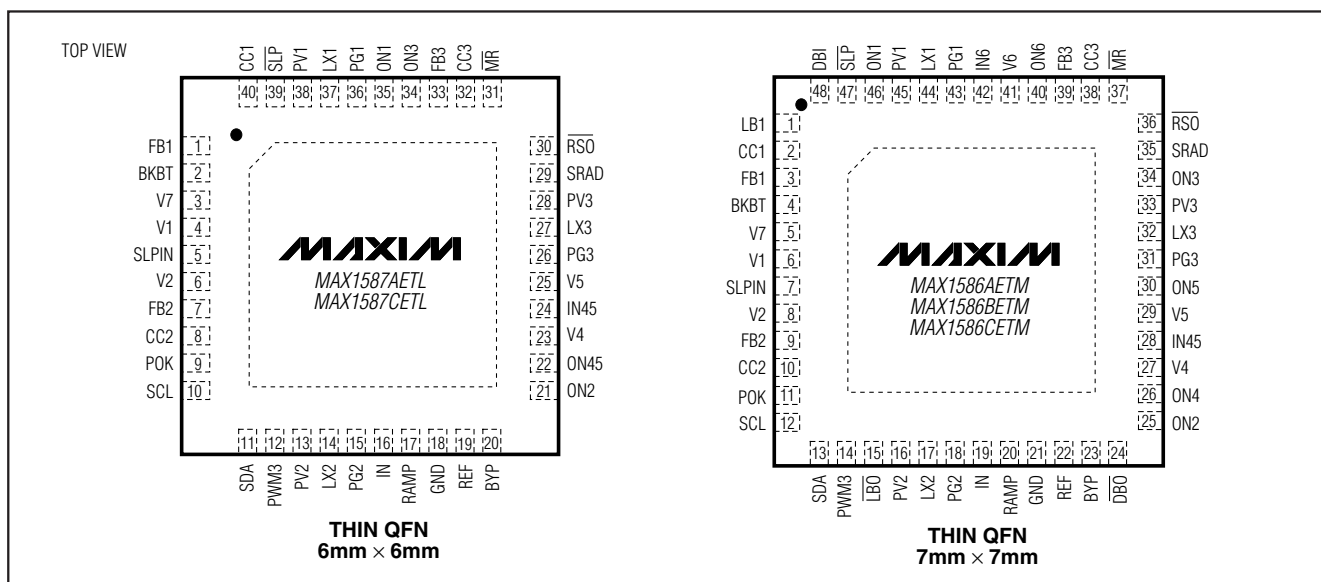 TOP VIEW
CC1 S̅L̅P̅ PV1 LX1 PG1 ON1 ON3 FB3 CC3 M̅R̅
40 39 38 37 36 35 34 33 32 31
FB1 1
BKBT 2
V7 3
V1 4
SLPIN 5
V2 6
FB2 7
CC2 8
POK 9
SCL 10
MAXIM
MAX1587AETL
MAX1587CETL
30 R̅S̅O̅
29 SRAD
28 PV3
27 LX3
26 PG3
25 V5
24 IN45
23 V4
22 ON45
21 ON2
11 12 13 14 15 16 17 18 19 20
SDA PWM3 PV2 LX2 PG2 IN RAMP GND REF BYP
THIN QFN
6mm × 6mm
DBI S̅L̅P̅ ON1 PV1 LX1 PG1 IN6 V6 ON6 FB3 CC3 M̅R̅
48 47 46 45 44 43 42 41 40 39 38 37
LB1 1
CC1 2
FB1 3
BKBT 4
V7 5
V1 6
SLPIN 7
V2 8
FB2 9
CC2 10
POK 11
SCL 12
MAXIM
MAX1586AETM
MAX1586BETM
MAX1586CETM
36 R̅S̅O̅
35 SRAD
34 ON3
33 PV3
32 LX3
31 PG3
30 ON5
29 V5
28 IN45
27 V4
26 ON4
25 ON2
13 14 15 16 17 18 19 20 21 22 23 24
SDA PWM3 L̅B̅O̅ PV2 LX2 PG2 IN RAMP GND REF BYP D̅B̅O̅
THIN QFN
7mm × 7mm